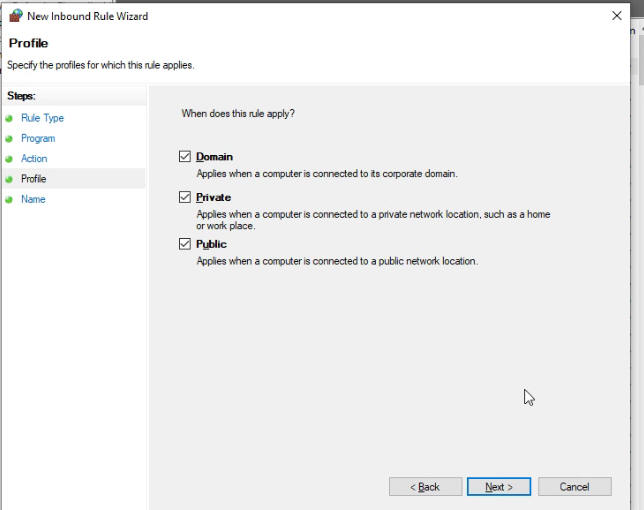 New Inbound Rule Wizard
Profile
Specify the profiles for which this rule applies.
Steps:
Rule Type
Program
Action
Profile
Name
When does this rule apply?
Domain
Applies when a computer is connected to its corporate domain.
Private
Applies when a computer is connected to a private network location, such as a home
or work place.
Public
Applies when a computer is connected to a public network location.
< Back
Next >
Cancel